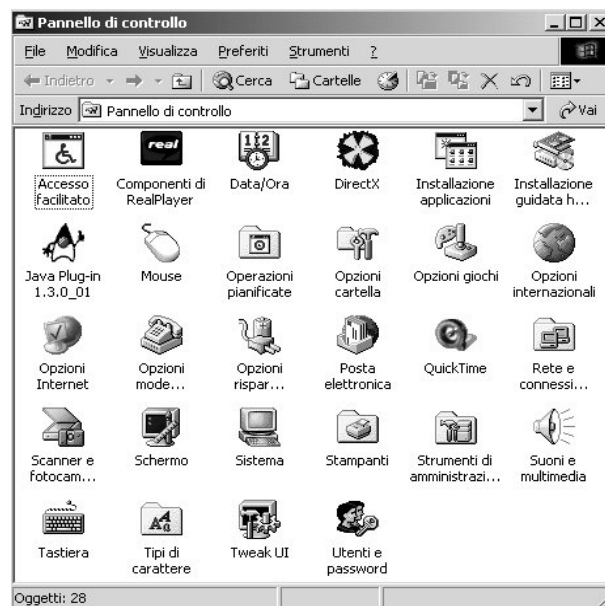 Pannello di controllo
File Modifica Visualizza Preferiti Strumenti ?
Indietro Cerca Cartelle
Indirizzo Pannello di controllo Vai
real 1 2
Accesso facilitato
Componenti di RealPlayer
Data/Ora
DirectX
Installazione applicazioni
Installazione guidata h...
Java Plug-in 1.3.0_01
Mouse
Operazioni pianificate
Opzioni cartella
Opzioni giochi
Opzioni internazionali
Opzioni Internet
Opzioni mode...
Opzioni rispar...
Posta elettronica
QuickTime
Rete e connessi...
Scanner e fotocam...
Schermo
Sistema
Stampanti
Strumenti di amministrazi...
Suoni e multimedia
Tastiera
Tipi di carattere
Tweak UI
Utenti e password
Oggetti: 28